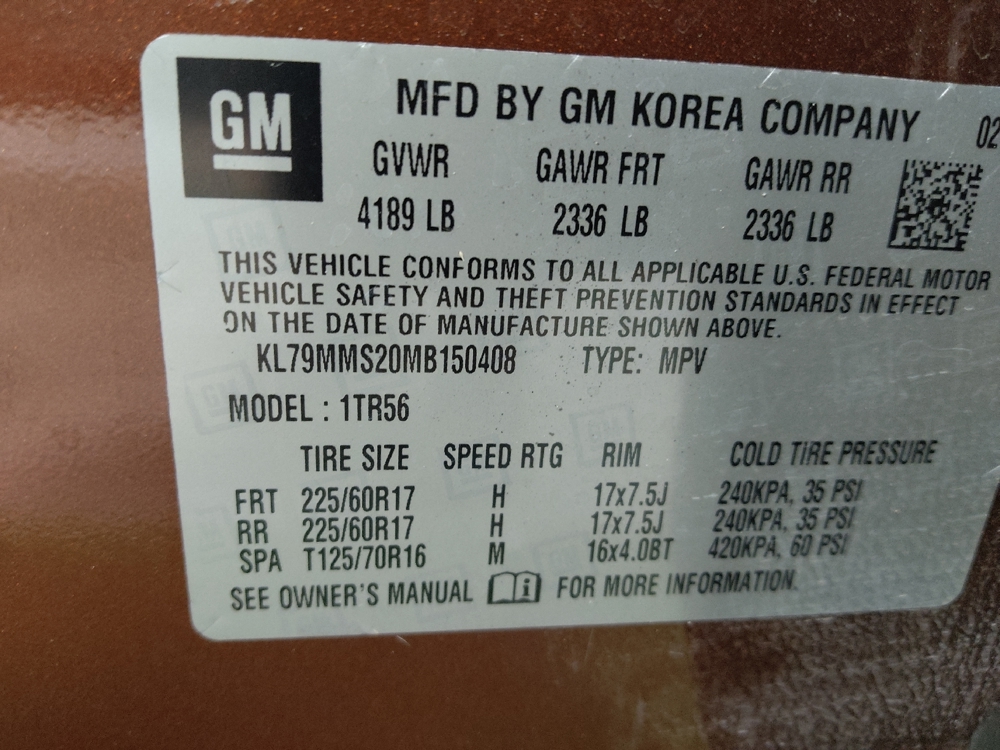 GM
MFD BY GM KOREA COMPANY 02
GVWR GAWR FRT GAWR RR
4189 LB 2336 LB 2336 LB
THIS VEHICLE CONFORMS TO ALL APPLICABLE U.S. FEDERAL MOTOR
VEHICLE SAFETY AND THEFT PREVENTION STANDARDS IN EFFECT
ON THE DATE OF MANUFACTURE SHOWN ABOVE.
KL79MMS20MB150408 TYPE: MPV
MODEL : 1TR56
TIRE SIZE SPEED RTG RIM COLD TIRE PRESSURE
FRT 225/60R17 H 17x7.5J 240KPA, 35 PSI
RR 225/60R17 H 17x7.5J 240KPA, 35 PSI
SPA T125/70R16 M 16x4.0BT 420KPA, 60 PSI
SEE OWNER'S MANUAL i FOR MORE INFORMATION.